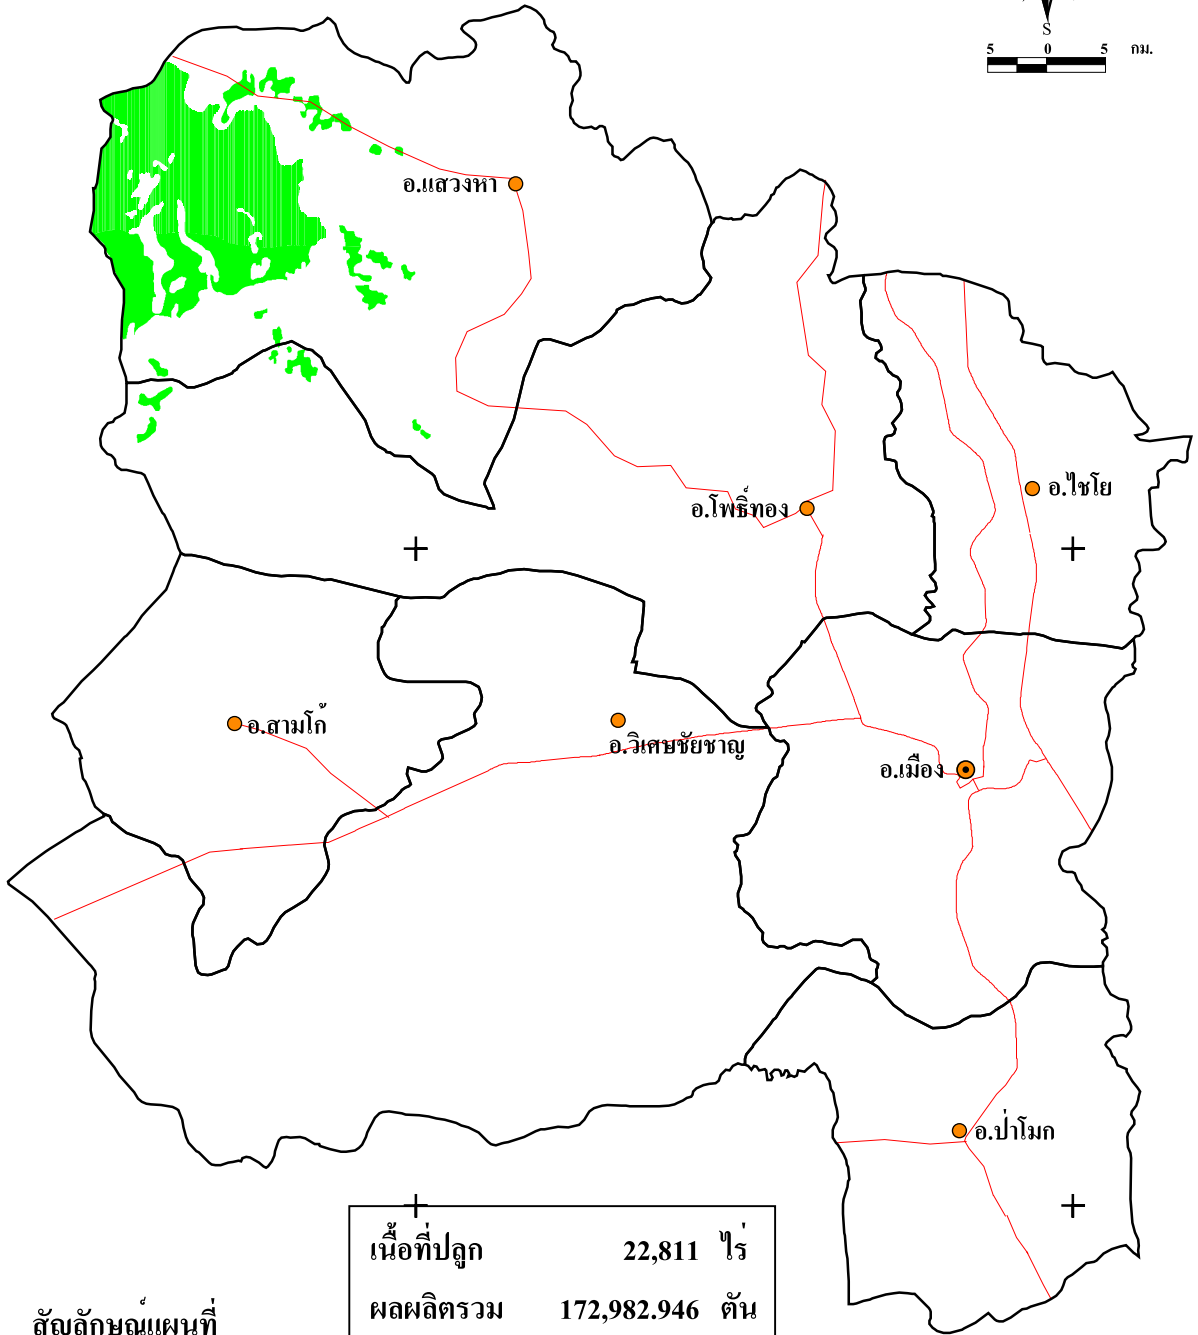 S
5 0 5 กม.
อ.แสวงหา
อ.ไชโย
อ.โพธิ์ทอง
อ.สามโก้
อ.วิเศษชัยชาญ
อ.เมือง
อ.ป่าโมก
เนื้อที่ปลูก 22,811 ไร่
ผลผลิตรวม 172,982.946 ตัน
สัญลักษณ์แผนที่